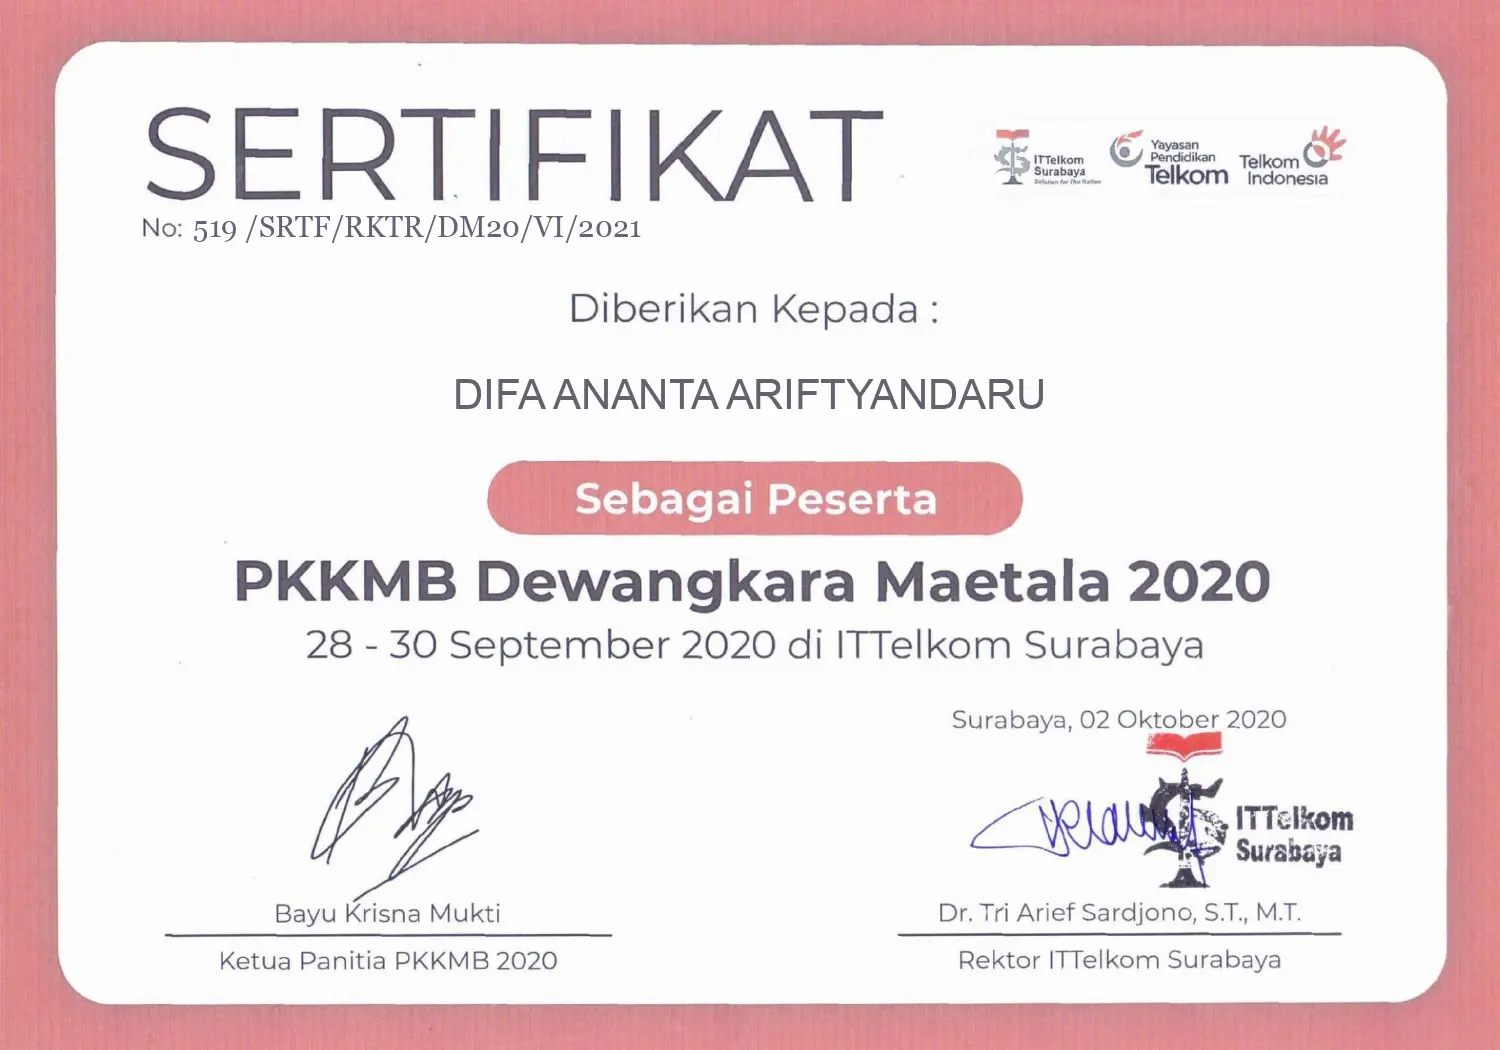 SERTIFIKAT
No: 519 /SRTF/RKTR/DM20/VI/2021
ITTelkom
Surabaya
Solution for The Nation
Yayasan
Pendidikan
Telkom
Telkom
Indonesia
Diberikan Kepada :
DIFA ANANTA ARIFTYANDARU
Sebagai Peserta
PKKMB Dewangkara Maetala 2020
28 - 30 September 2020 di ITTelkom Surabaya
Surabaya, 02 Oktober 2020
ITTelkom
Surabaya
Bayu Krisna Mukti
Ketua Panitia PKKMB 2020
Dr. Tri Arief Sardjono, S.T., M.T.
Rektor ITTelkom Surabaya